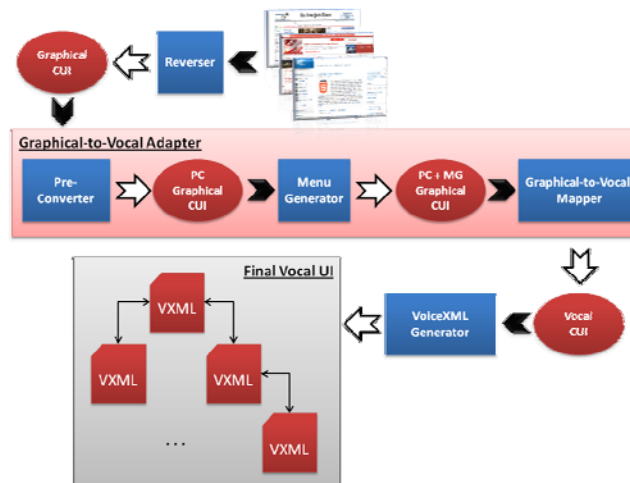 Graphical
CUI
Reverser
Graphical-to-Vocal Adapter
Pre-
Converter
PC
Graphical
CUI
Menu
Generator
PC + MG
Graphical
CUI
Graphical-to-Vocal
Mapper
Final Vocal UI
VXML
VXML
VXML
VXML
...
VoiceXML
Generator
Vocal
CUI